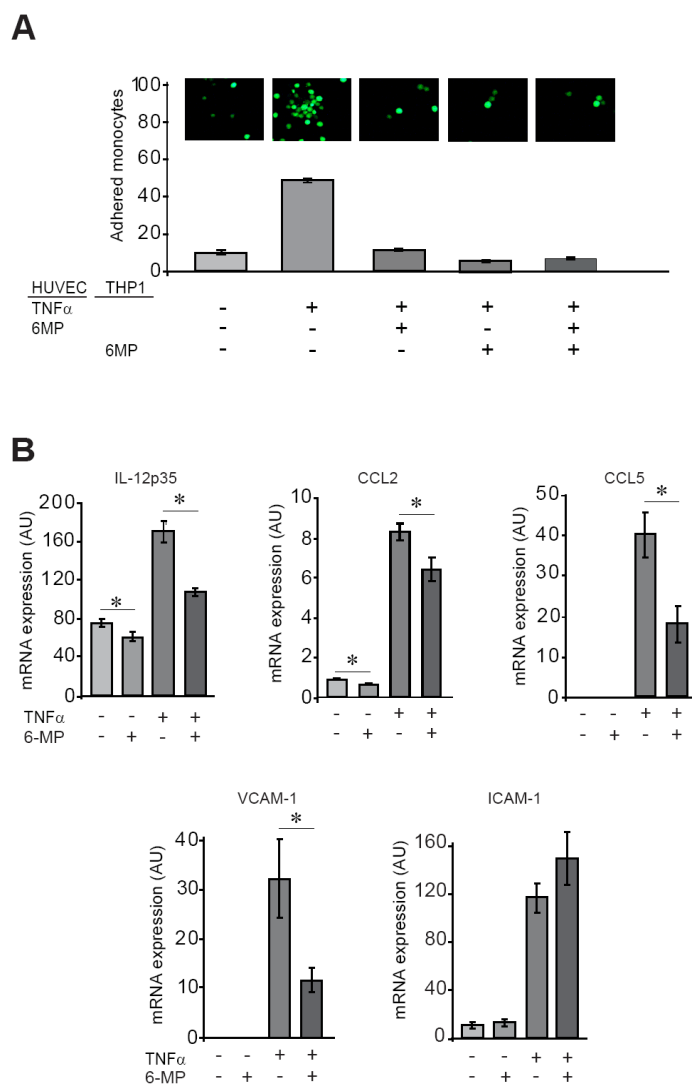 A
100
80
60
40
20
0
Adhered monocytes
HUVEC THP1
TNFα - + + + +
6MP - - + - +
6MP - - - + +
B
IL-12p35
mRNA expression (AU)
200
160
120
80
40
0
*
*
TNFα - - + +
6-MP - + - +
CCL2
mRNA expression (AU)
10
8
6
4
2
0
*
*
- - + +
- + - +
CCL5
mRNA expression (AU)
50
40
30
20
10
0
*
- - + +
- + - +
VCAM-1
mRNA expression (AU)
40
30
20
10
0
*
TNFα - - + +
6-MP - + - +
ICAM-1
mRNA expression (AU)
160
120
80
40
0
- - + +
- + - +